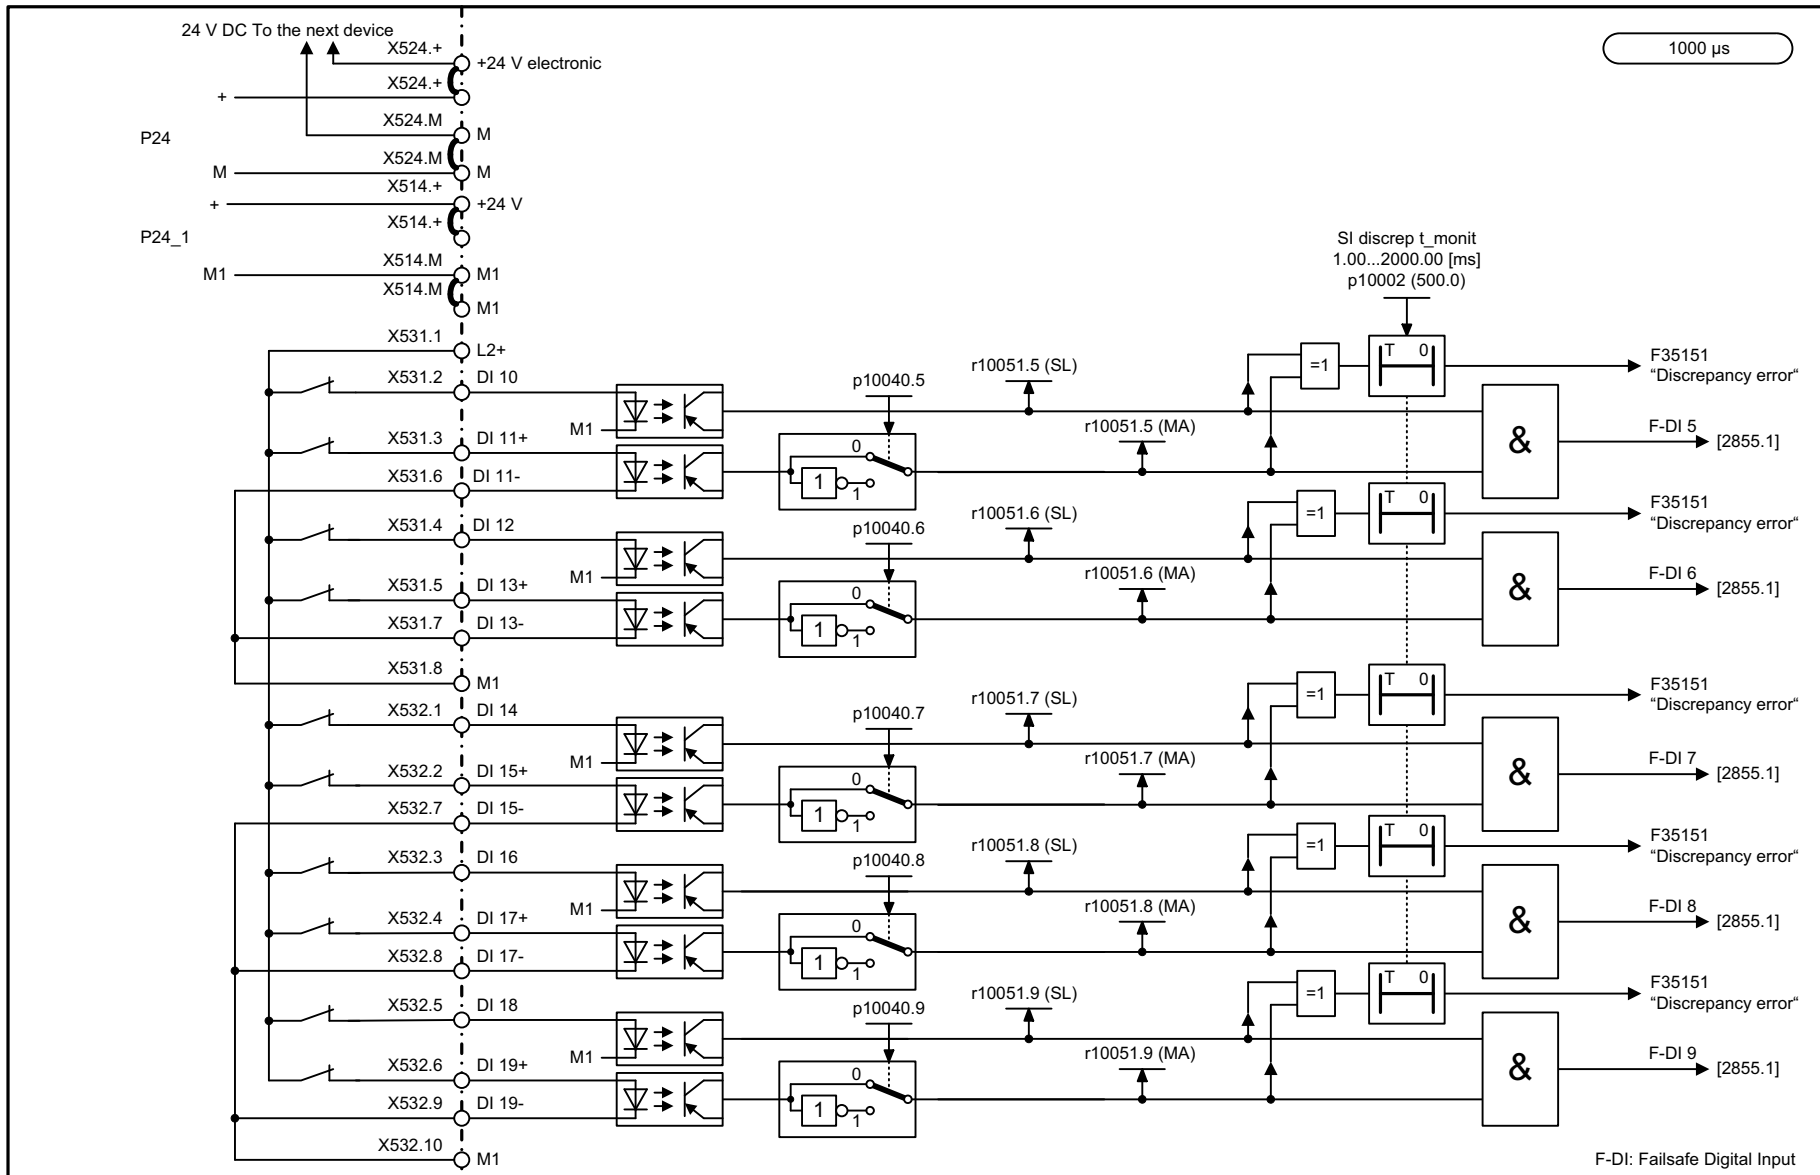 24 V DC To the next device
1000 µs
X524.+
+24 V electronic
X524.+
+
X524.M
M
P24
X524.M
M
M
X514.+
+
+24 V
X514.+
P24_1
X514.M
M1
M1
X514.M
M1
SI discrep t_monit
1.00...2000.00 [ms]
p10002 (500.0)
X531.1
L2+
T 0
=1
F35151
“Discrepancy error“
r10051.5 (SL)
X531.2
DI 10
p10040.5
M1
r10051.5 (MA)
F-DI 5
&
[2855.1]
X531.3
DI 11+
0
1
1
X531.6
DI 11-
T 0
=1
F35151
“Discrepancy error“
r10051.6 (SL)
X531.4
DI 12
p10040.6
M1
r10051.6 (MA)
F-DI 6
&
[2855.1]
X531.5
DI 13+
0
1
1
X531.7
DI 13-
X531.8
M1
T 0
=1
F35151
“Discrepancy error“
r10051.7 (SL)
X532.1
DI 14
p10040.7
M1
r10051.7 (MA)
F-DI 7
&
[2855.1]
X532.2
DI 15+
0
1
1
X532.7
DI 15-
T 0
=1
F35151
“Discrepancy error“
r10051.8 (SL)
X532.3
DI 16
p10040.8
M1
r10051.8 (MA)
F-DI 8
&
[2855.1]
X532.4
DI 17+
0
1
1
X532.8
DI 17-
T 0
=1
F35151
“Discrepancy error“
r10051.9 (SL)
X532.5
DI 18
p10040.9
M1
r10051.9 (MA)
F-DI 9
&
[2855.1]
X532.6
DI 19+
0
1
1
X532.9
DI 19-
X532.10
M1
F-DI: Failsafe Digital Input